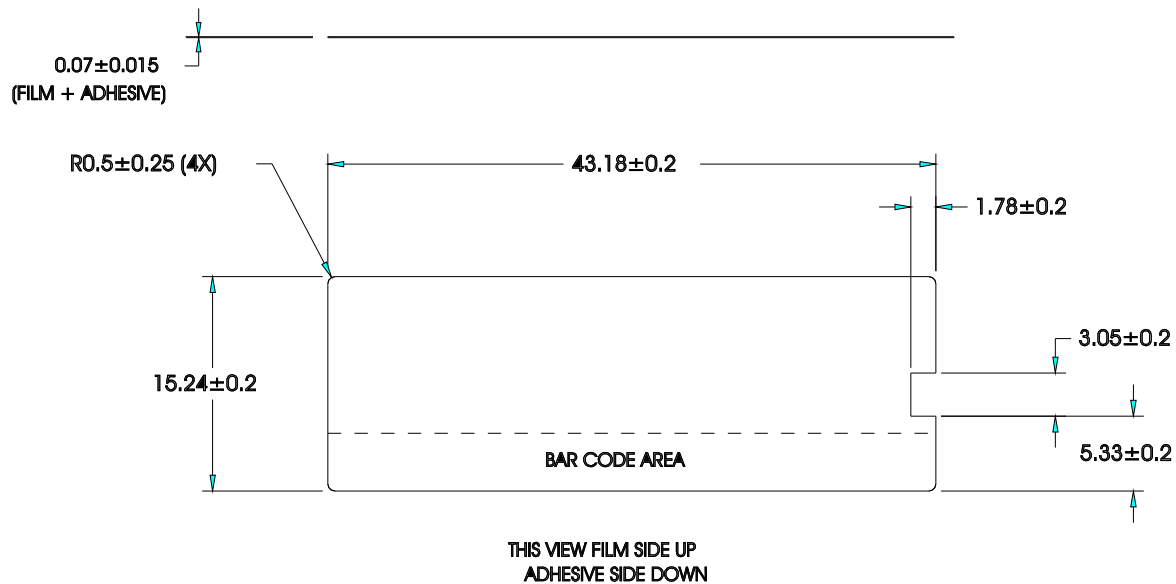 0.07±0.015
(FILM + ADHESIVE)
R0.5±0.25 (4X)
43.18±0.2
1.78±0.2
3.05±0.2
15.24±0.2
5.33±0.2
BAR CODE AREA
THIS VIEW FILM SIDE UP
ADHESIVE SIDE DOWN